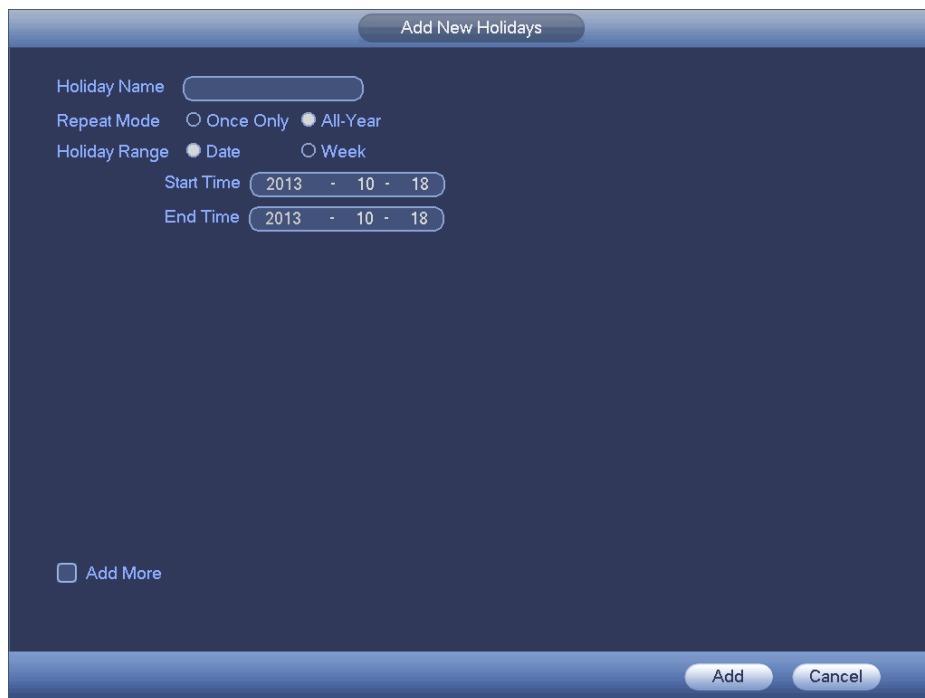 Add New Holidays
Holiday Name
Repeat Mode Once Only All-Year
Holiday Range Date Week
Start Time 2013 - 10 - 18
End Time 2013 - 10 - 18
Add More
Add Cancel